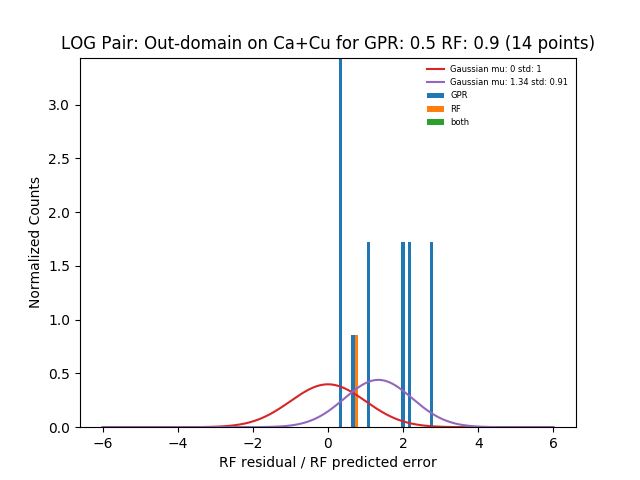 LOG Pair: Out-domain on Ca+Cu for GPR: 0.5 RF: 0.9 (14 points)
Gaussian mu: 0 std: 1
Gaussian mu: 1.34 std: 0.91
GPR
RF
both
Normalized Counts
3.0
2.5
2.0
1.5
1.0
0.5
0.0
−6
−4
−2
0
2
4
6
RF residual / RF predicted error